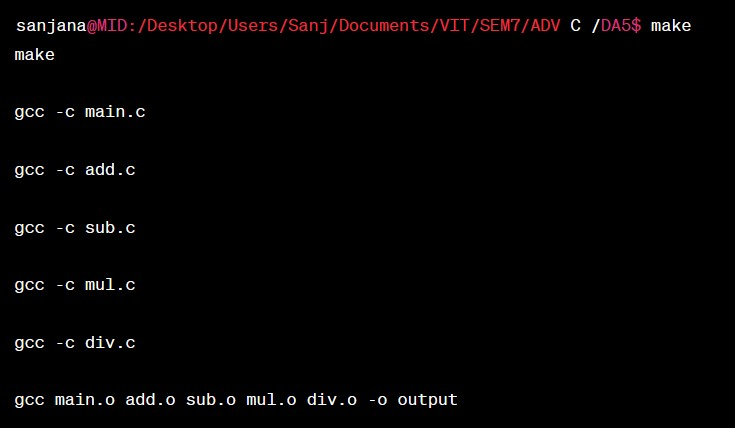 sanjana@MID:/Desktop/Users/Sanj/Documents/VIT/SEM7/ADV C /DA5$ make
make
gcc -c main.c
gcc -c add.c
gcc -c sub.c
gcc -c mul.c
gcc -c div.c
gcc main.o add.o sub.o mul.o div.o -o output